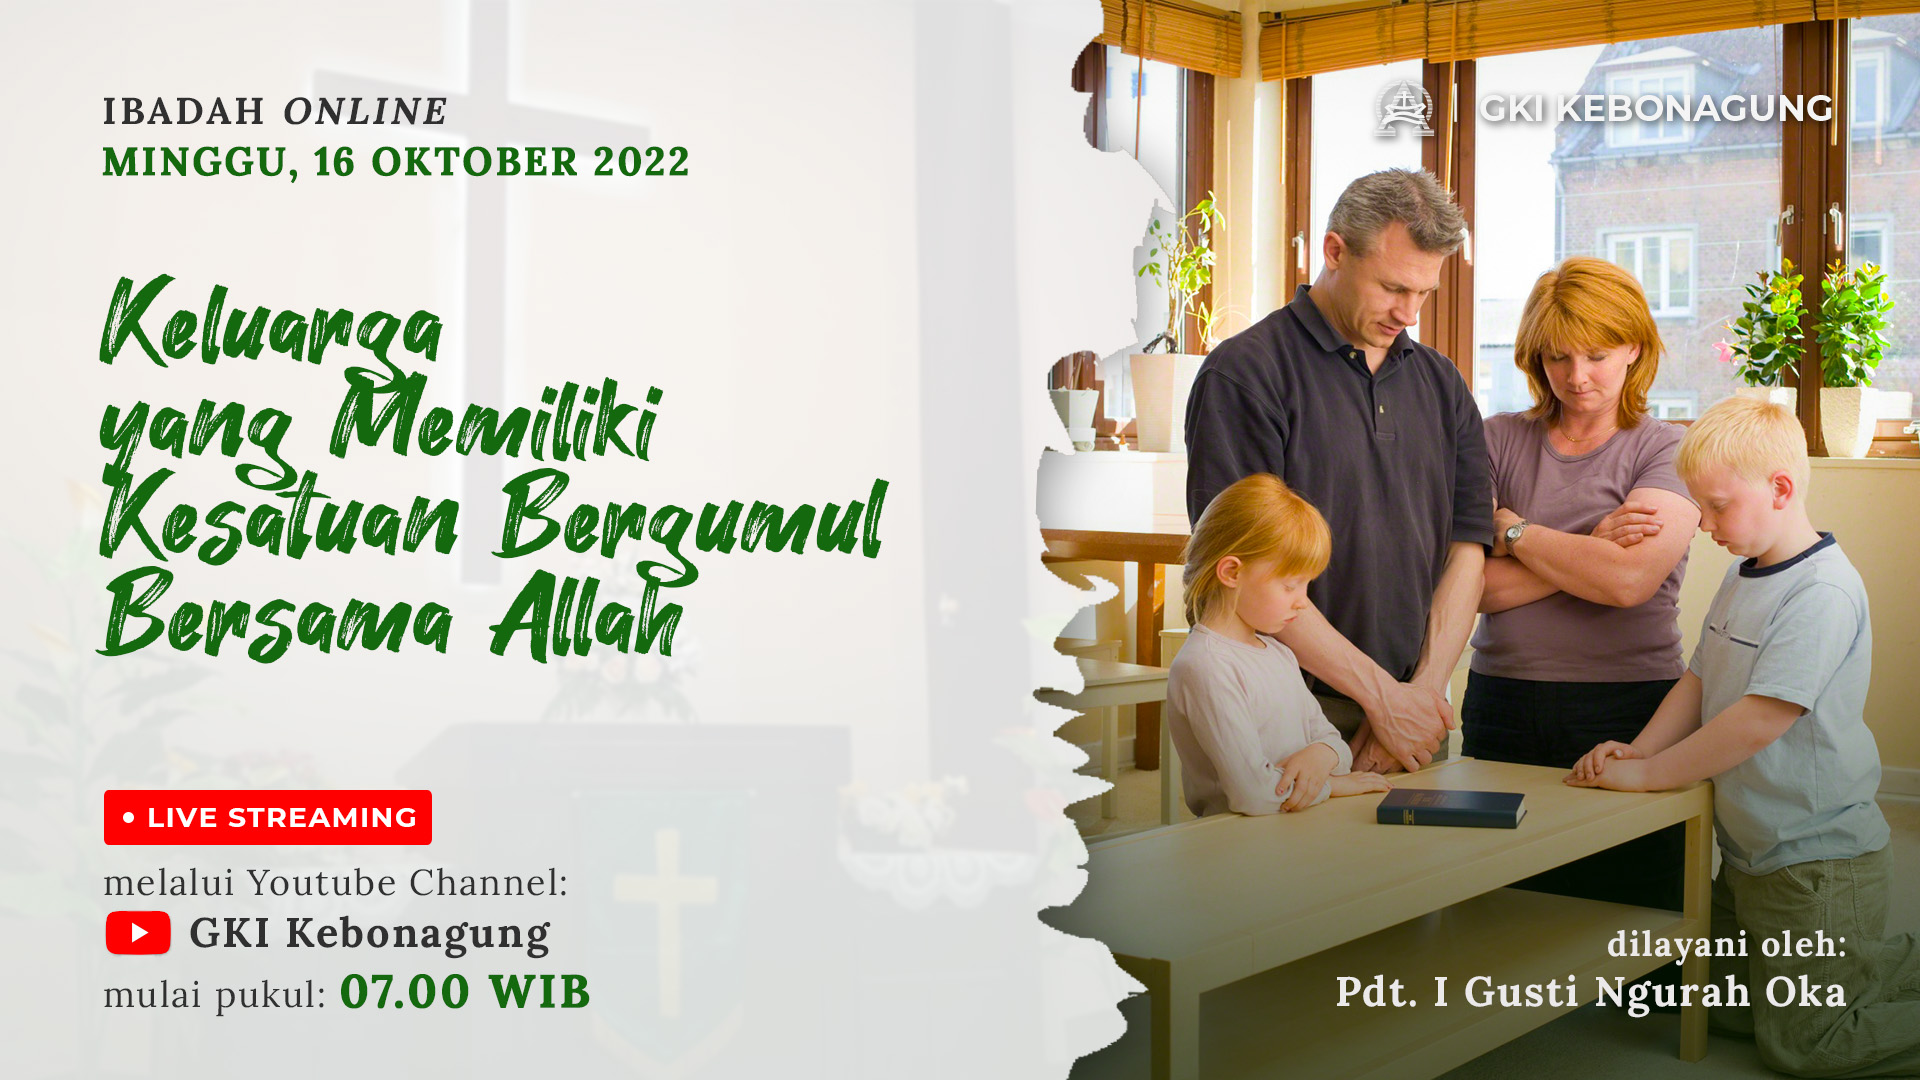 IBADAH ONLINE
MINGGU, 16 OKTOBER 2022
GKI KEBONAGUNG
Keluarga
yang Memiliki
Kesatuan Bergumul
Bersama Allah
• LIVE STREAMING
melalui Youtube Channel:
GKI Kebonagung
mulai pukul: 07.00 WIB
dilayani oleh:
Pdt. I Gusti Ngurah Oka